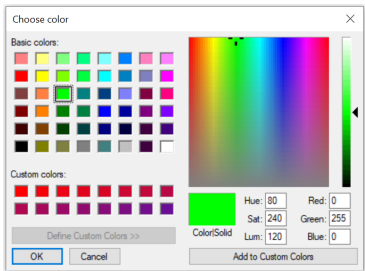 Choose color
Basic colors:
Custom colors:
Define Custom Colors >>
OK Cancel
Color|Solid
Hue: 80 Red: 0
Sat: 240 Green: 255
Lum: 120 Blue: 0
Add to Custom Colors